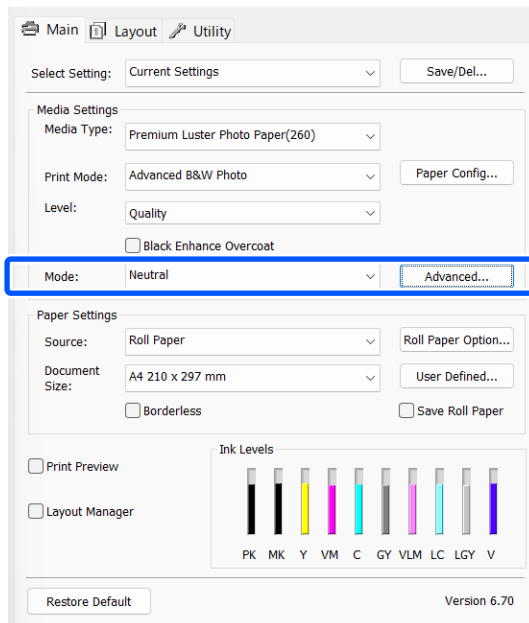 Main Layout Utility
Select Setting: Current Settings Save/Del...
Media Settings
Media Type: Premium Luster Photo Paper(260)
Print Mode: Advanced B&W Photo Paper Config...
Level: Quality
Black Enhance Overcoat
Mode: Neutral Advanced...
Paper Settings
Source: Roll Paper Roll Paper Option...
Document
Size: A4 210 x 297 mm User Defined...
Borderless Save Roll Paper
Ink Levels
Print Preview
Layout Manager
PK MK Y VM C GY VLM LC LGY V
Restore Default Version 6.70